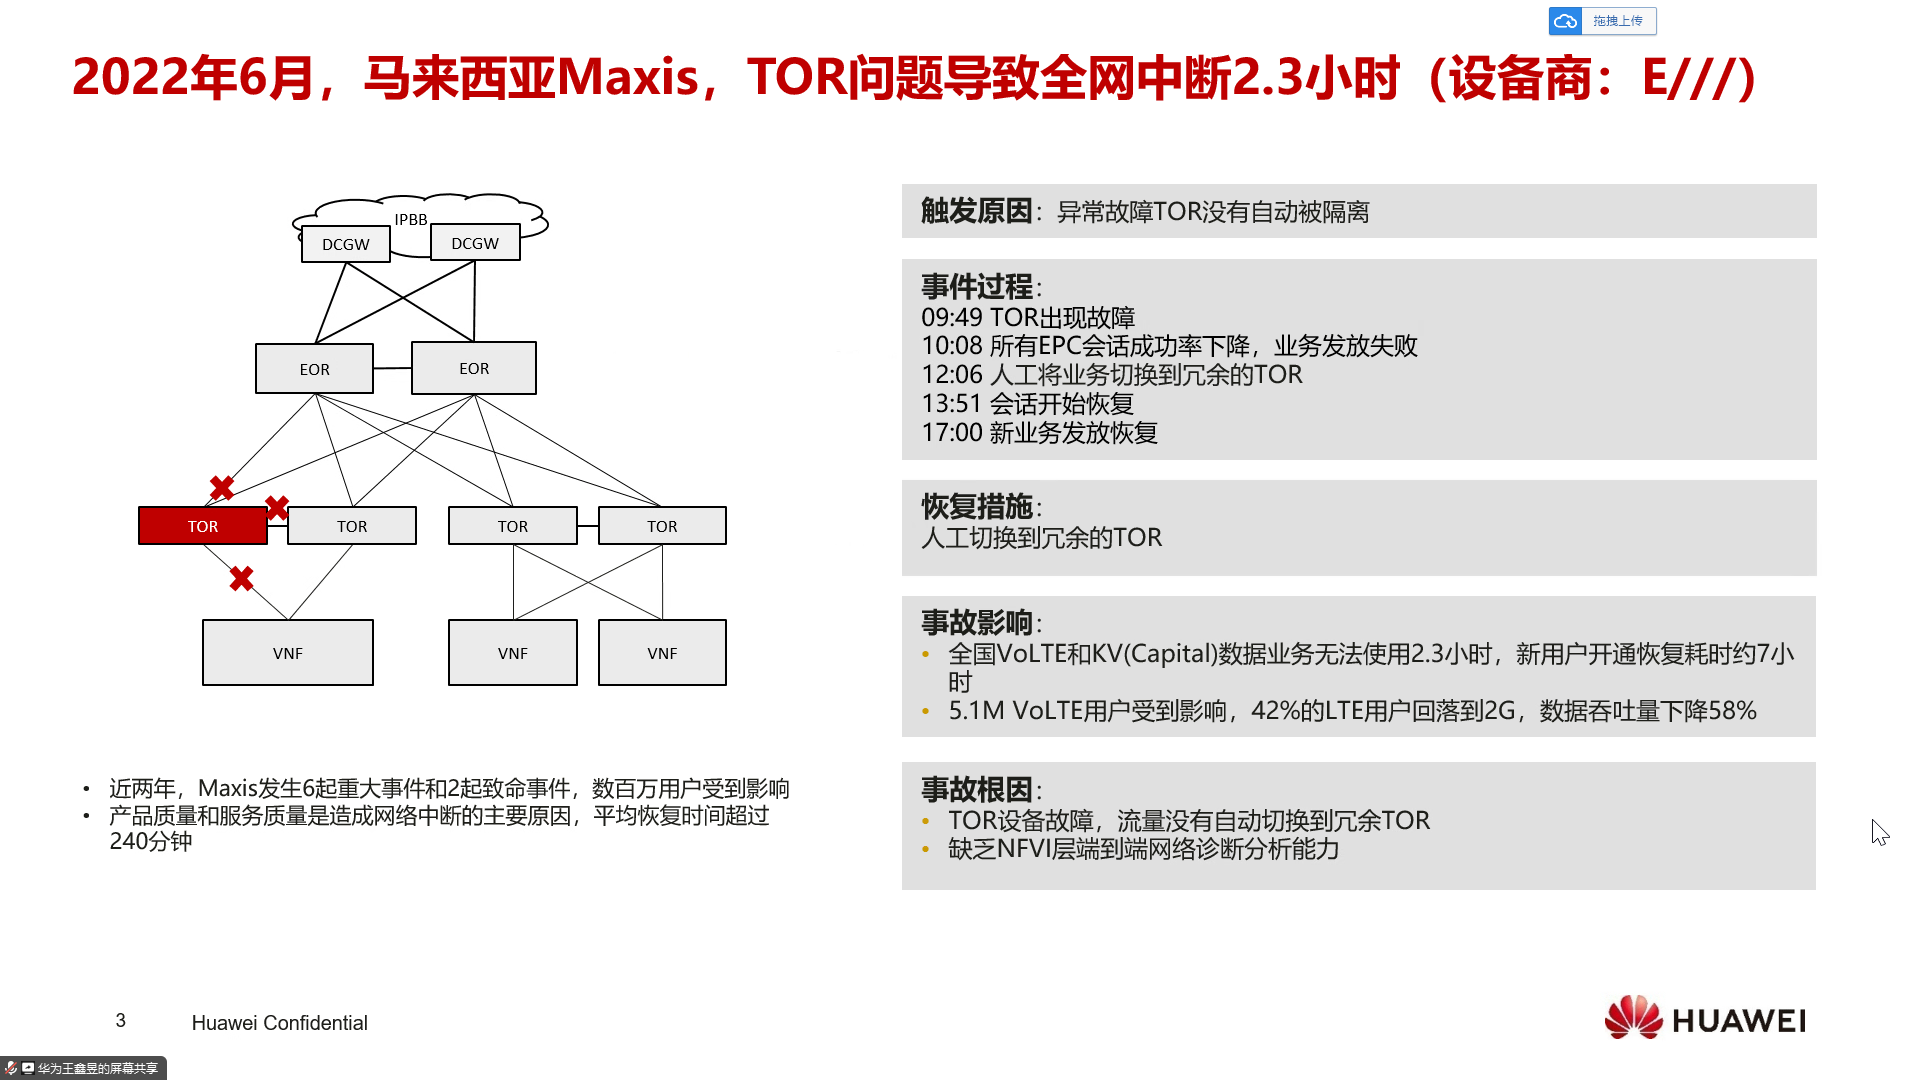 拖拽上传
2022年6月，马来西亚Maxis，TOR问题导致全网中断2.3小时（设备商：E///）
IPBB
DCGW
DCGW
EOR
EOR
TOR
TOR
TOR
TOR
VNF
VNF
VNF
• 近两年，Maxis发生6起重大事件和2起致命事件，数百万用户受到影响
• 产品质量和服务质量是造成网络中断的主要原因，平均恢复时间超过
240分钟
触发原因：异常故障TOR没有自动被隔离
事件过程：
09:49 TOR出现故障
10:08 所有EPC会话成功率下降，业务发放失败
12:06 人工将业务切换到冗余的TOR
13:51 会话开始恢复
17:00 新业务发放恢复
恢复措施：
人工切换到冗余的TOR
事故影响：
• 全国VoLTE和KV(Capital)数据业务无法使用2.3小时，新用户开通恢复耗时约7小
时
• 5.1M VoLTE用户受到影响，42%的LTE用户回落到2G，数据吞吐量下降58%
事故根因：
• TOR设备故障，流量没有自动切换到冗余TOR
• 缺乏NFVI层端到端网络诊断分析能力
3
Huawei Confidential
HUAWEI
华为王鑫昱的屏幕共享